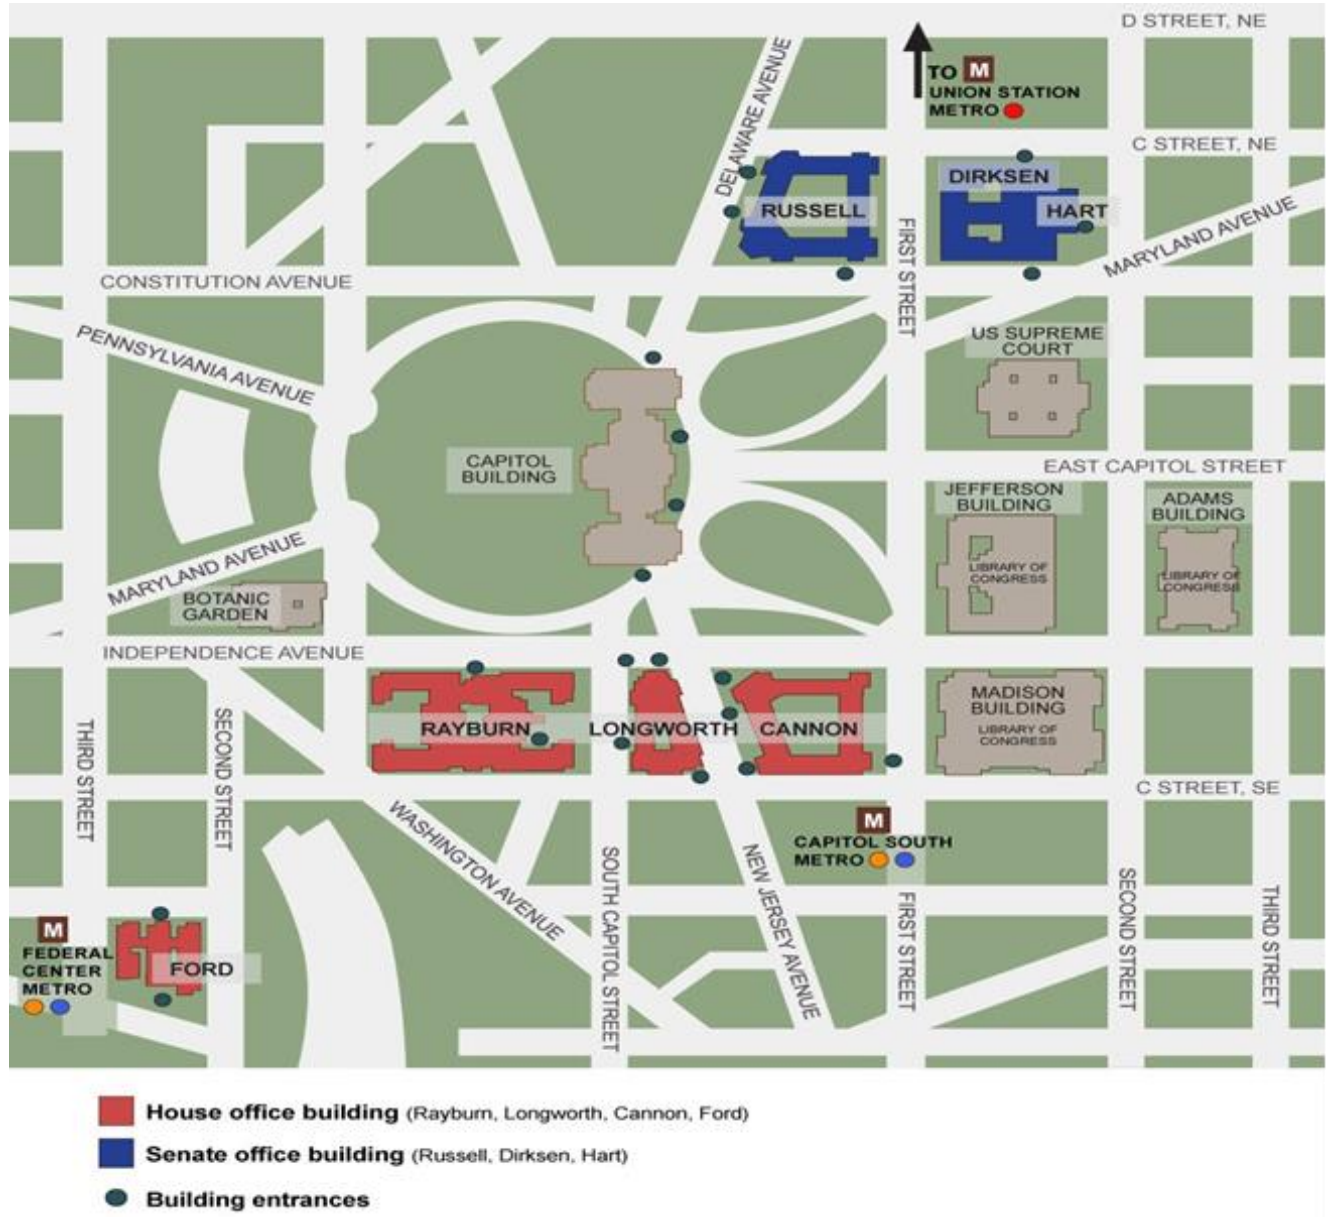 D STREET, NE
DELAWARE AVENUE
TO M
UNION STATION
METRO
C STREET, NE
DIRKSEN
RUSSELL
HART
FIRST STREET
MARYLAND AVENUE
CONSTITUTION AVENUE
PENNSYLVANIA AVENUE
US SUPREME
COURT
CAPITOL
BUILDING
EAST CAPITOL STREET
JEFFERSON
BUILDING
LIBRARY OF
CONGRESS
ADAMS
BUILDING
LIBRARY OF
CONGRESS
MARYLAND AVENUE
BOTANIC
GARDEN
INDEPENDENCE AVENUE
RAYBURN
LONGWORTH
CANNON
MADISON
BUILDING
LIBRARY OF
CONGRESS
THIRD STREET
SECOND STREET
C STREET, SE
WASHINGTON AVENUE
M
CAPITOL SOUTH
METRO
SOUTH CAPITOL STREET
NEW JERSEY AVENUE
FIRST STREET
SECOND STREET
THIRD STREET
M
FEDERAL
CENTER
METRO
FORD
House office building (Rayburn, Longworth, Cannon, Ford)
Senate office building (Russell, Dirksen, Hart)
Building entrances